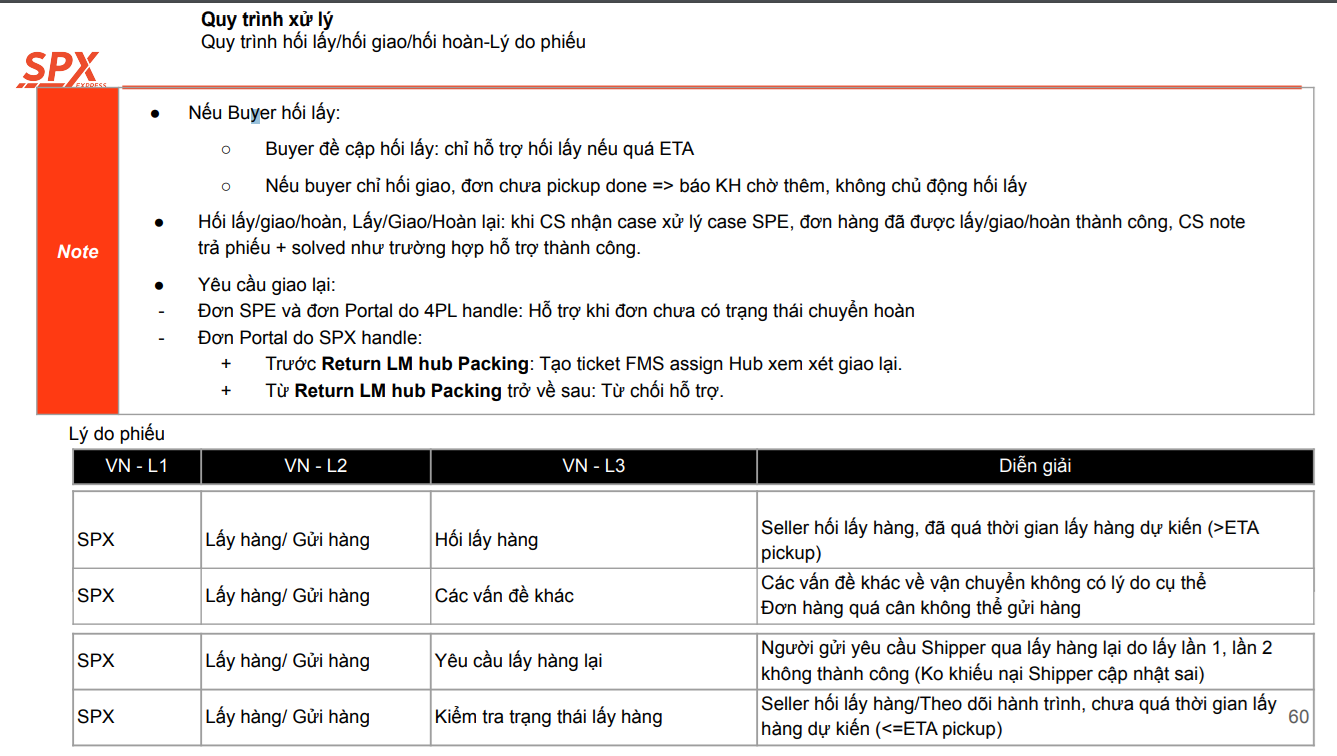 Quy trình xử lý
Quy trình hối lấy/hối giao/hối hoàn-Lý do phiếu
SPX
EXPRESS
Note
● Nếu Buyer hối lấy:
○ Buyer đề cập hối lấy: chỉ hỗ trợ hối lấy nếu quá ETA
○ Nếu buyer chỉ hối giao, đơn chưa pickup done => báo KH chờ thêm, không chủ động hối lấy
● Hối lấy/giao/hoàn, Lấy/Giao/Hoàn lại: khi CS nhận case xử lý case SPE, đơn hàng đã được lấy/giao/hoàn thành công, CS note
trả phiếu + solved như trường hợp hỗ trợ thành công.
● Yêu cầu giao lại:
- Đơn SPE và đơn Portal do 4PL handle: Hỗ trợ khi đơn chưa có trạng thái chuyển hoàn
- Đơn Portal do SPX handle:
+ Trước Return LM hub Packing: Tạo ticket FMS assign Hub xem xét giao lại.
+ Từ Return LM hub Packing trở về sau: Từ chối hỗ trợ.
Lý do phiếu
VN - L1 VN - L2 VN - L3 Diễn giải
SPX Lấy hàng/ Gửi hàng Hối lấy hàng Seller hối lấy hàng, đã quá thời gian lấy hàng dự kiến (>ETA
pickup)
SPX Lấy hàng/ Gửi hàng Các vấn đề khác Các vấn đề khác về vận chuyển không có lý do cụ thể
Đơn hàng quá cân không thể gửi hàng
SPX Lấy hàng/ Gửi hàng Yêu cầu lấy hàng lại Người gửi yêu cầu Shipper qua lấy hàng lại do lấy lần 1, lần 2
không thành công (Ko khiếu nại Shipper cập nhật sai)
SPX Lấy hàng/ Gửi hàng Kiểm tra trạng thái lấy hàng Seller hối lấy hàng/Theo dõi hành trình, chưa quá thời gian lấy
hàng dự kiến (<=ETA pickup)
60